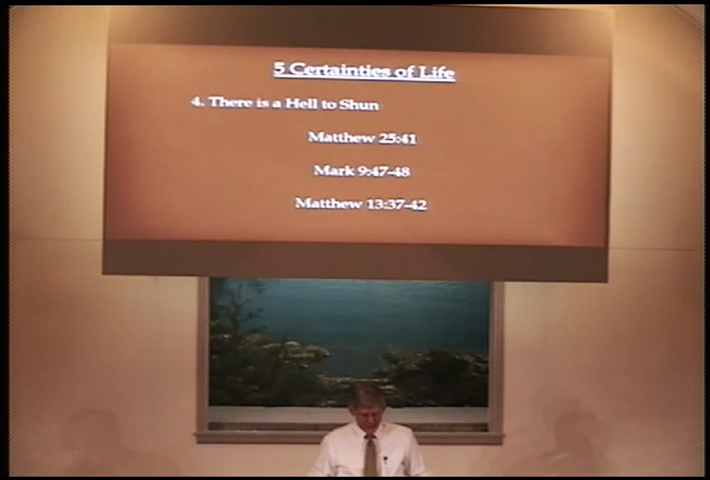 5 Certainties of Life
4. There is a Hell to Shun
Matthew 25:41
Mark 9:47-48
Matthew 13:37-42